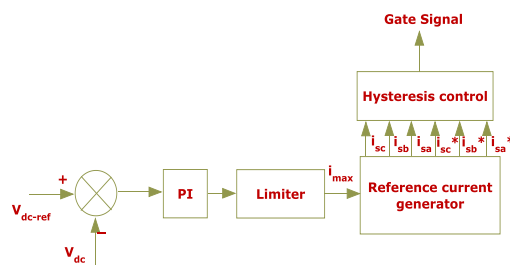 Gate Signal
Hysteresis control
isc isb isa isc* isb* isa*
+
PI
Limiter
imax
Reference current
generator
Vdc-ref
−
Vdc